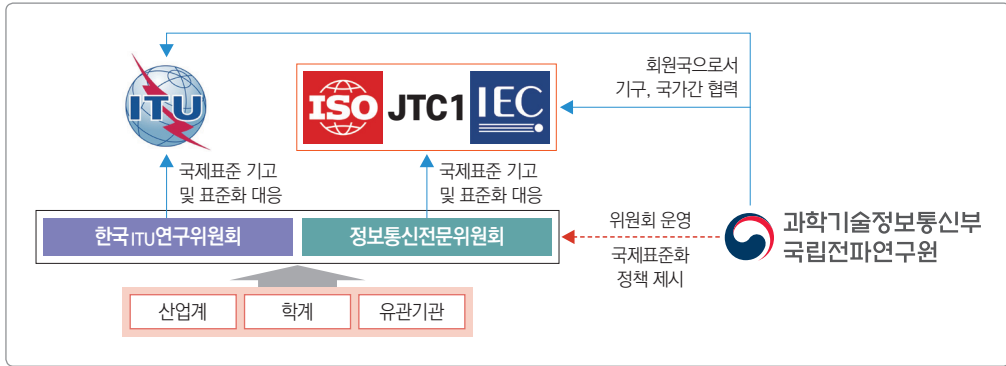 회원국으로서
기구, 국가간 협력
ITU
ISO JTC1 IEC
국제표준 기고
및 표준화 대응
국제표준 기고
및 표준화 대응
한국ITU연구위원회
정보통신전문위원회
위원회 운영
국제표준화
정책 제시
과학기술정보통신부
국립전파연구원
산업계
학계
유관기관